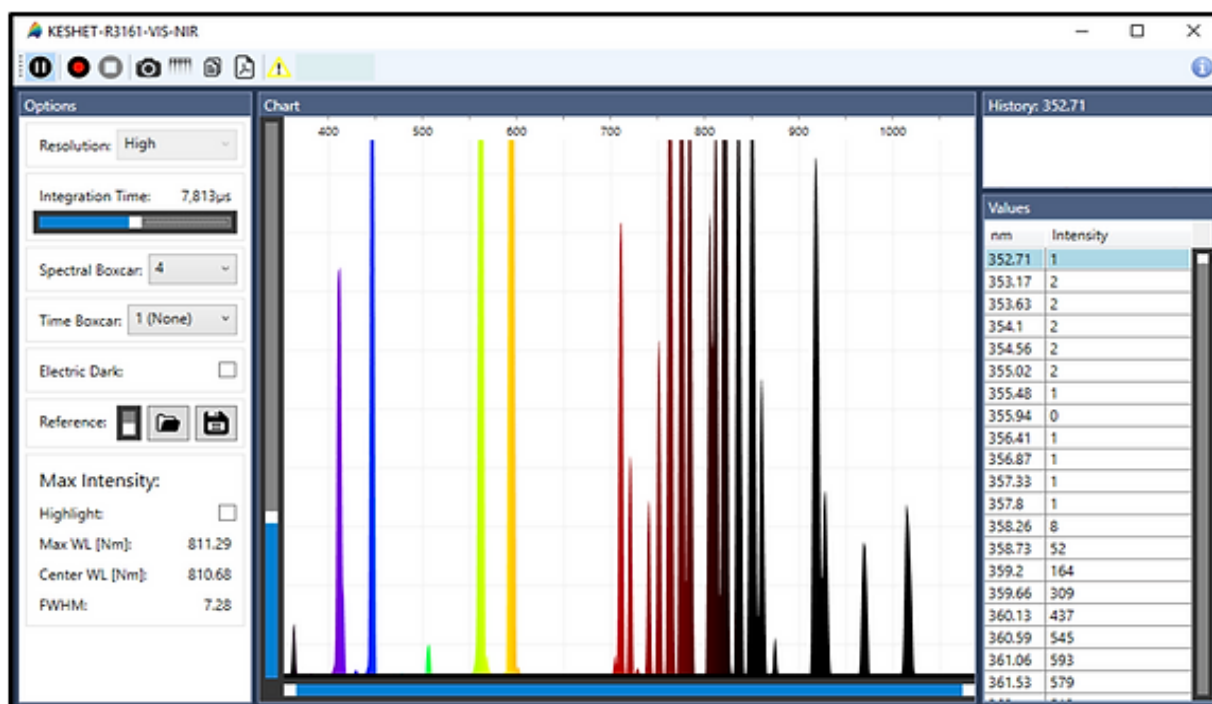 KESHET-R3161-VIS-NIR
Options
Resolution: High
Integration Time: 7,813µs
Spectral Boxcar: 4
Time Boxcar: 1 (None)
Electric Dark:
Reference:
Max Intensity:
Highlight:
Max WL [Nm]: 811.29
Center WL [Nm]: 810.68
FWHM: 7.28
Chart
400 500 600 700 800 900 1000
History: 352.71
Values
nm Intensity
352.71 1
353.17 2
353.63 2
354.1 2
354.56 2
355.02 2
355.48 1
355.94 0
356.41 1
356.87 1
357.33 1
357.8 1
358.26 8
358.73 52
359.2 164
359.66 309
360.13 437
360.59 545
361.06 593
361.53 579